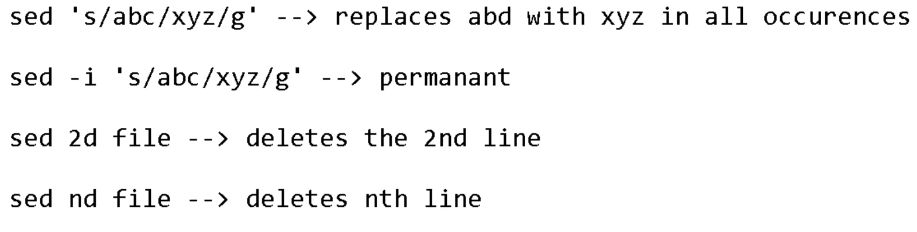 sed 's/abc/xyz/g' --> replaces abd with xyz in all occurences
sed -i 's/abc/xyz/g' --> permanant
sed 2d file --> deletes the 2nd line
sed nd file --> deletes nth line